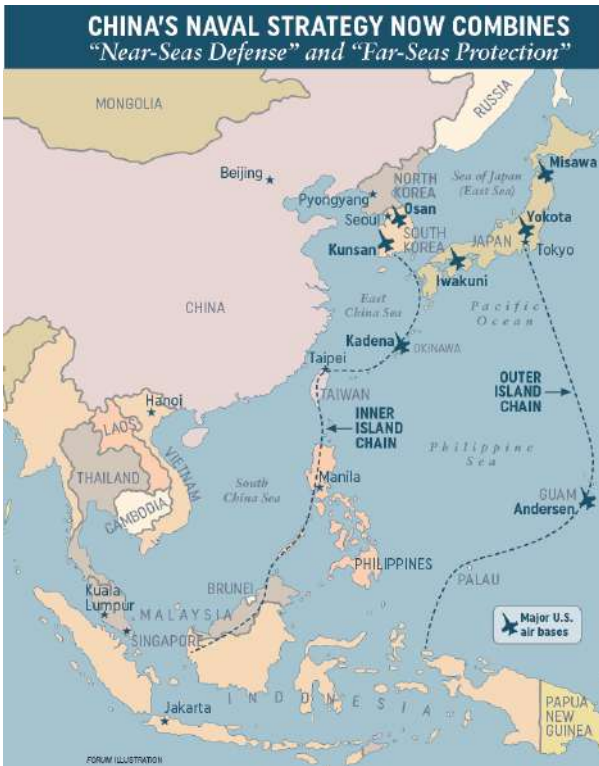 CHINA'S NAVAL STRATEGY NOW COMBINES
"Near-Seas Defense" and "Far-Seas Protection"
MONGOLIA
RUSSIA
Beijing
NORTH
KOREA
Sea of Japan
(East Sea)
Misawa
Pyongyang
Seoul
Osan
SOUTH
KOREA
Kunsan
JAPAN
Yokota
Tokyo
Iwakuni
CHINA
East
China Sea
Pacific
Ocean
Kadena
OKINAWA
Taipei
TAIWAN
OUTER
ISLAND
CHAIN
INNER
ISLAND
CHAIN
Hanoi
LAOS
VIETNAM
THAILAND
CAMBODIA
South
China Sea
Manila
Philippine
Sea
GUAM
Andersen
PHILIPPINES
PALAU
BRUNEI
Kuala
Lumpur
MALAYSIA
SINGAPORE
Major U.S.
air bases
INDONESIA
Jakarta
PAPUA
NEW
GUINEA
FORUM ILLUSTRATION